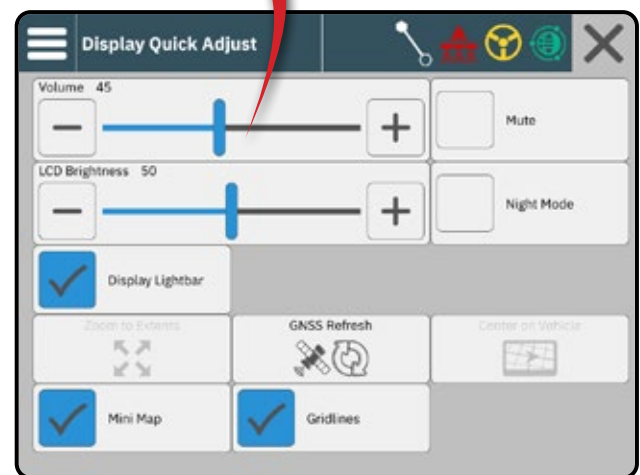 Display Quick Adjust
Volume 45
Mute
LCD Brightness 50
Night Mode
Display Lightbar
Zoom to Extents
GNSS Refresh
Center on Vehicle
Mini Map
Gridlines